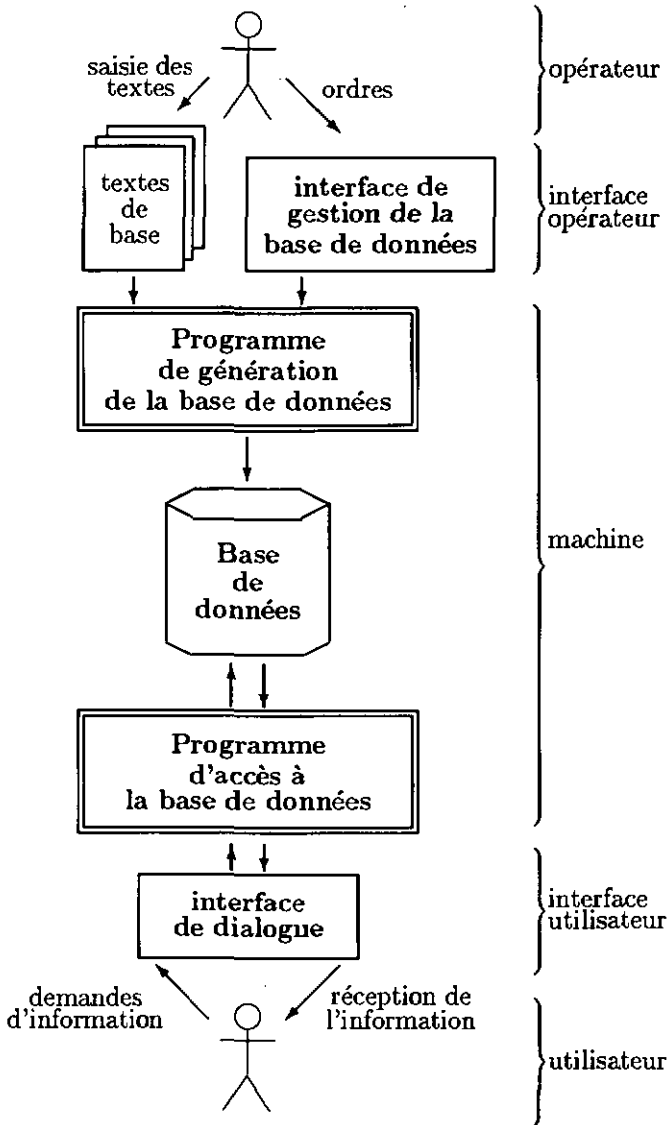 saisie des
textes
ordres
opérateur
textes
de
base
interface de
gestion de la
base de données
interface
opérateur
Programme
de génération
de la base de données
machine
Base
de
données
Programme
d'accès à
la base de données
interface
de dialogue
interface
utilisateur
demandes
d'information
réception de
l'information
utilisateur